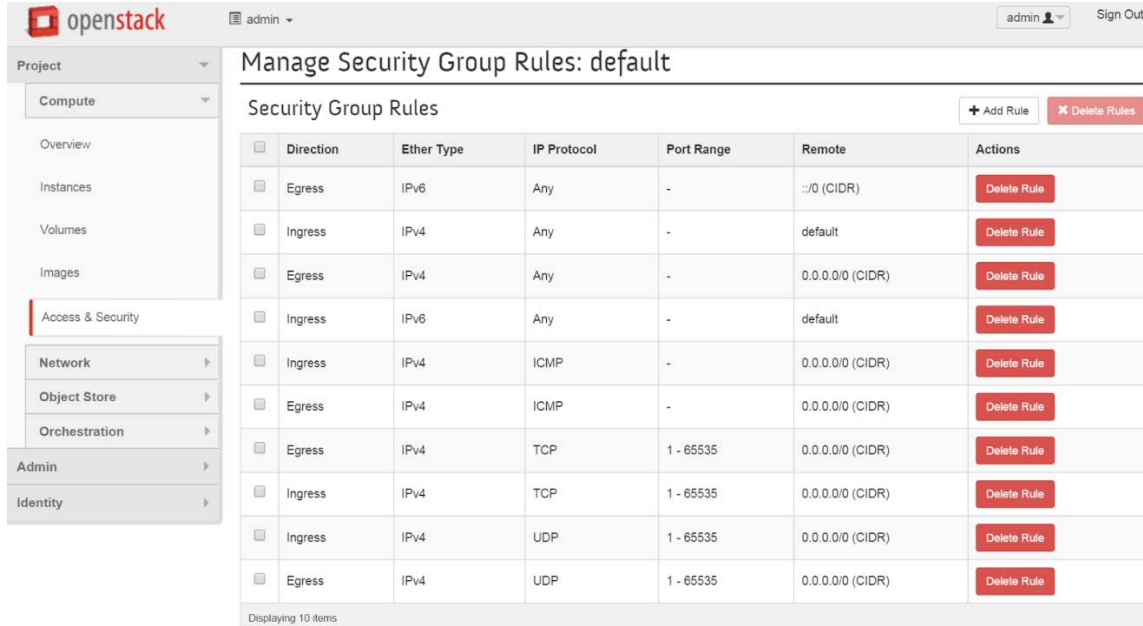 openstack admin admin Sign Out
Project
Compute
Overview
Instances
Volumes
Images
Access & Security
Network
Object Store
Orchestration
Admin
Identity
Manage Security Group Rules: default
Security Group Rules + Add Rule ✖ Delete Rules
Direction Ether Type IP Protocol Port Range Remote Actions
Egress IPv6 Any - ::/0 (CIDR) Delete Rule
Ingress IPv4 Any - default Delete Rule
Egress IPv4 Any - 0.0.0.0/0 (CIDR) Delete Rule
Ingress IPv6 Any - default Delete Rule
Ingress IPv4 ICMP - 0.0.0.0/0 (CIDR) Delete Rule
Egress IPv4 ICMP - 0.0.0.0/0 (CIDR) Delete Rule
Egress IPv4 TCP 1 - 65535 0.0.0.0/0 (CIDR) Delete Rule
Ingress IPv4 TCP 1 - 65535 0.0.0.0/0 (CIDR) Delete Rule
Ingress IPv4 UDP 1 - 65535 0.0.0.0/0 (CIDR) Delete Rule
Egress IPv4 UDP 1 - 65535 0.0.0.0/0 (CIDR) Delete Rule
Displaying 10 items